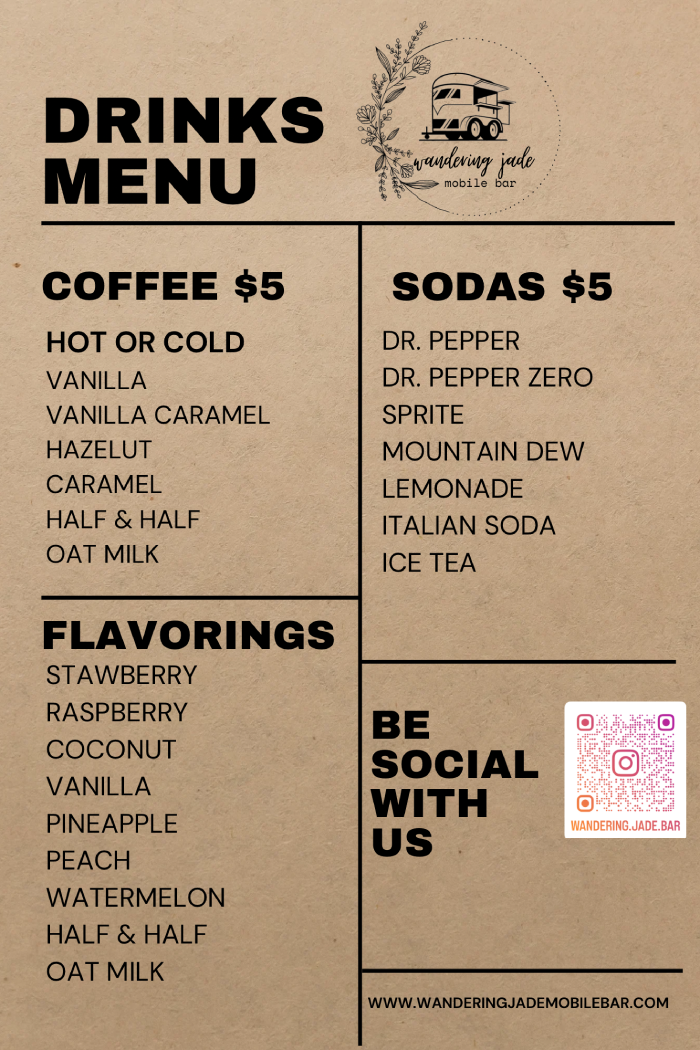 DRINKS
MENU
wandering jade
mobile bar
COFFEE $5
HOT OR COLD
VANILLA
VANILLA CARAMEL
HAZELUT
CARAMEL
HALF & HALF
OAT MILK
FLAVORINGS
STAWBERRY
RASPBERRY
COCONUT
VANILLA
PINEAPPLE
PEACH
WATERMELON
HALF & HALF
OAT MILK
SODAS $5
DR. PEPPER
DR. PEPPER ZERO
SPRITE
MOUNTAIN DEW
LEMONADE
ITALIAN SODA
ICE TEA
BE
SOCIAL
WITH
US
WANDERING.JADE.BAR
WWW.WANDERINGJADEMOBILEBAR.COM